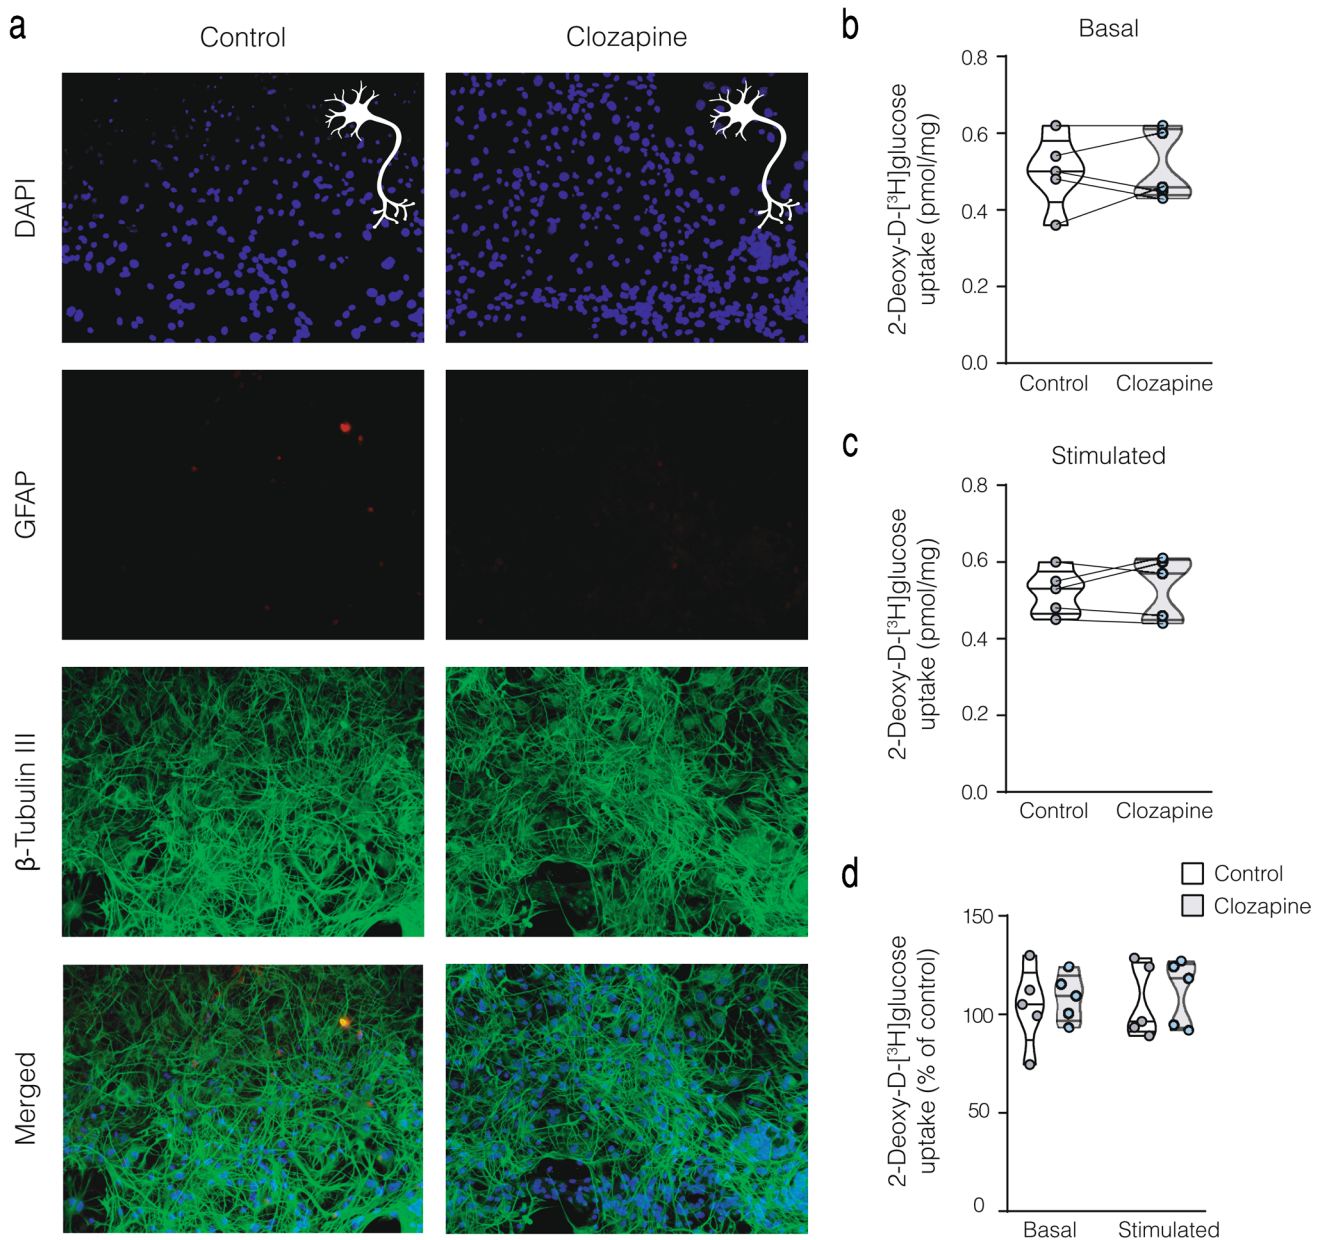 a
Control
Clozapine
DAPI
GFAP
β-Tubulin III
Merged
b
Basal
2-Deoxy-D-[³H]glucose
uptake (pmol/mg)
0.8
0.6
0.4
0.2
0.0
Control
Clozapine
c
Stimulated
2-Deoxy-D-[³H]glucose
uptake (pmol/mg)
0.8
0.6
0.4
0.2
0.0
Control
Clozapine
d
Control
Clozapine
2-Deoxy-D-[³H]glucose
uptake (% of control)
150
100
50
0
Basal
Stimulated